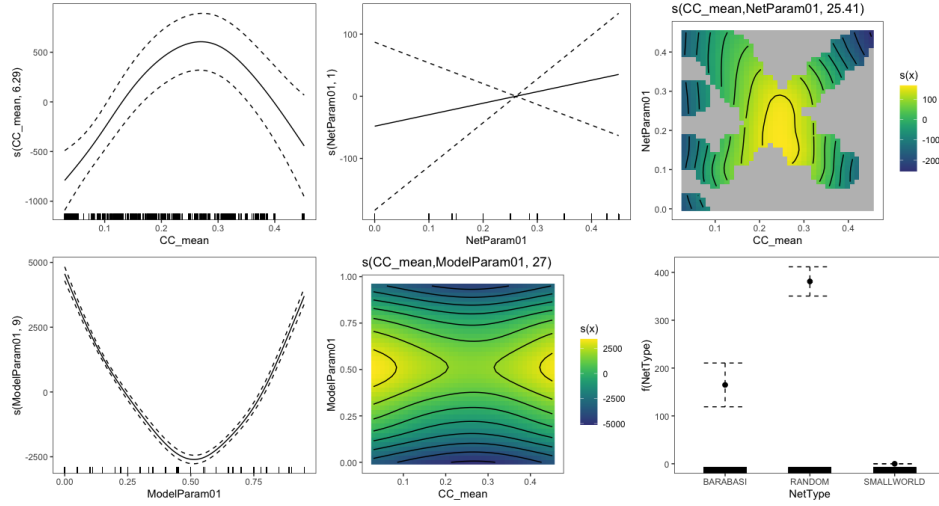 s(CC_mean, 6.29)
500
0
-500
-1000
0.1
0.2
0.3
0.4
CC_mean
s(NetParam01, 1)
100
0
-100
0.0
0.1
0.2
0.3
0.4
NetParam01
s(CC_mean,NetParam01, 25.41)
NetParam01
0.4
0.3
0.2
0.1
0.0
0.1
0.2
0.3
0.4
CC_mean
s(x)
100
0
-100
-200
s(ModelParam01, 9)
5000
2500
0
-2500
0.00
0.25
0.50
0.75
ModelParam01
s(CC_mean,ModelParam01, 27)
ModelParam01
1.00
0.75
0.50
0.25
0.00
0.1
0.2
0.3
0.4
CC_mean
s(x)
2500
0
-2500
-5000
f(NetType)
400
300
200
100
0
BARABASI
RANDOM
SMALLWORLD
NetType